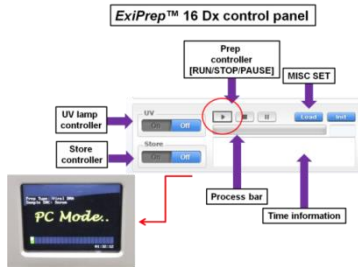 ExiPrep™ 16 Dx control panel
Prep
controller
[RUN/STOP/PAUSE]
MISC SET
UV lamp
controller
UV
On Off
Load Init
Store
controller
Store
On Off
Process bar
Time information
PC Mode..